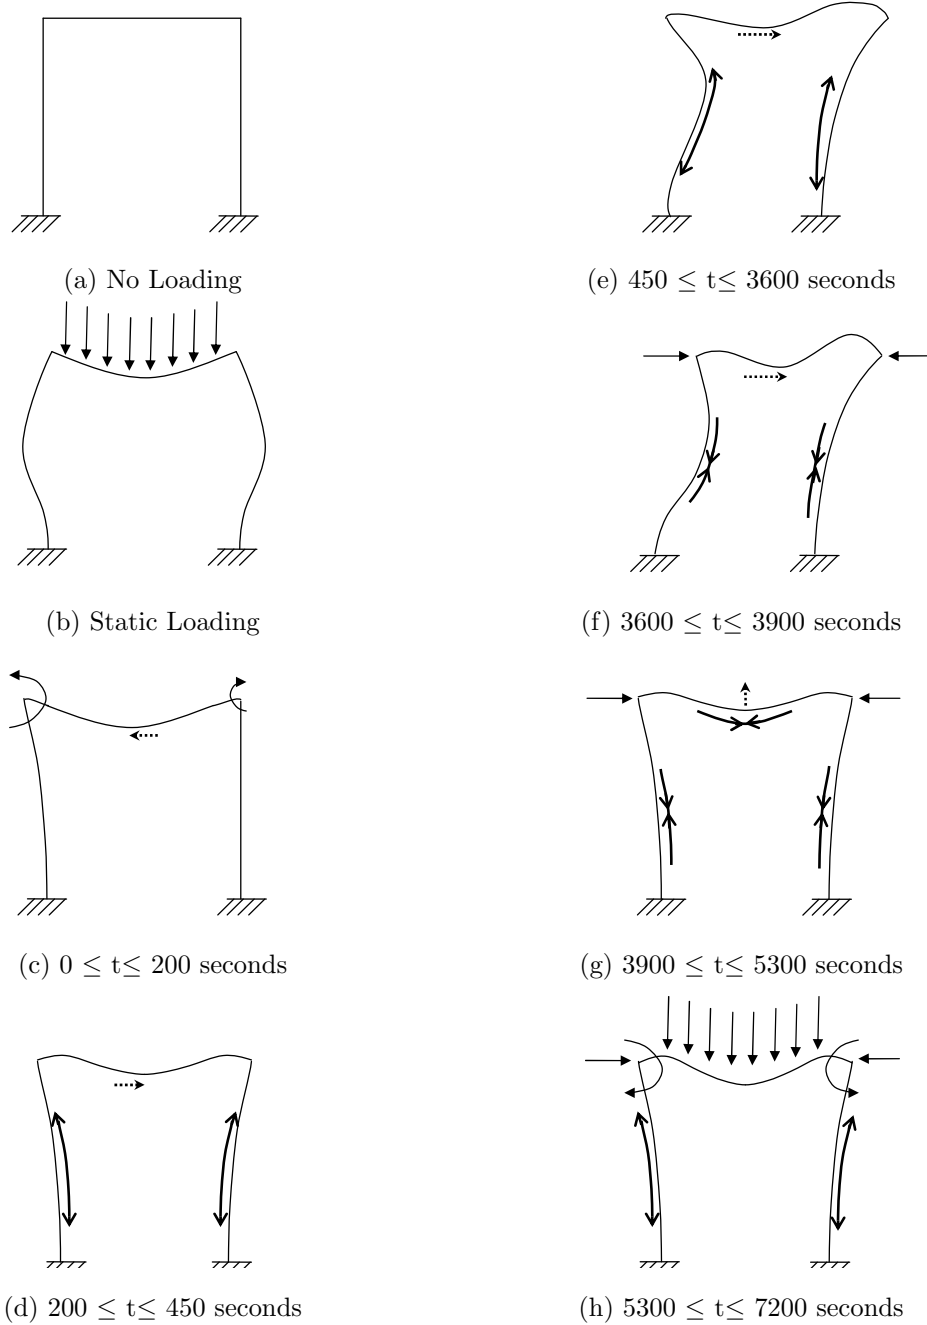 (a) No Loading
(b) Static Loading
(c) 0 ≤ t≤ 200 seconds
(d) 200 ≤ t≤ 450 seconds
(e) 450 ≤ t≤ 3600 seconds
(f) 3600 ≤ t≤ 3900 seconds
(g) 3900 ≤ t≤ 5300 seconds
(h) 5300 ≤ t≤ 7200 seconds